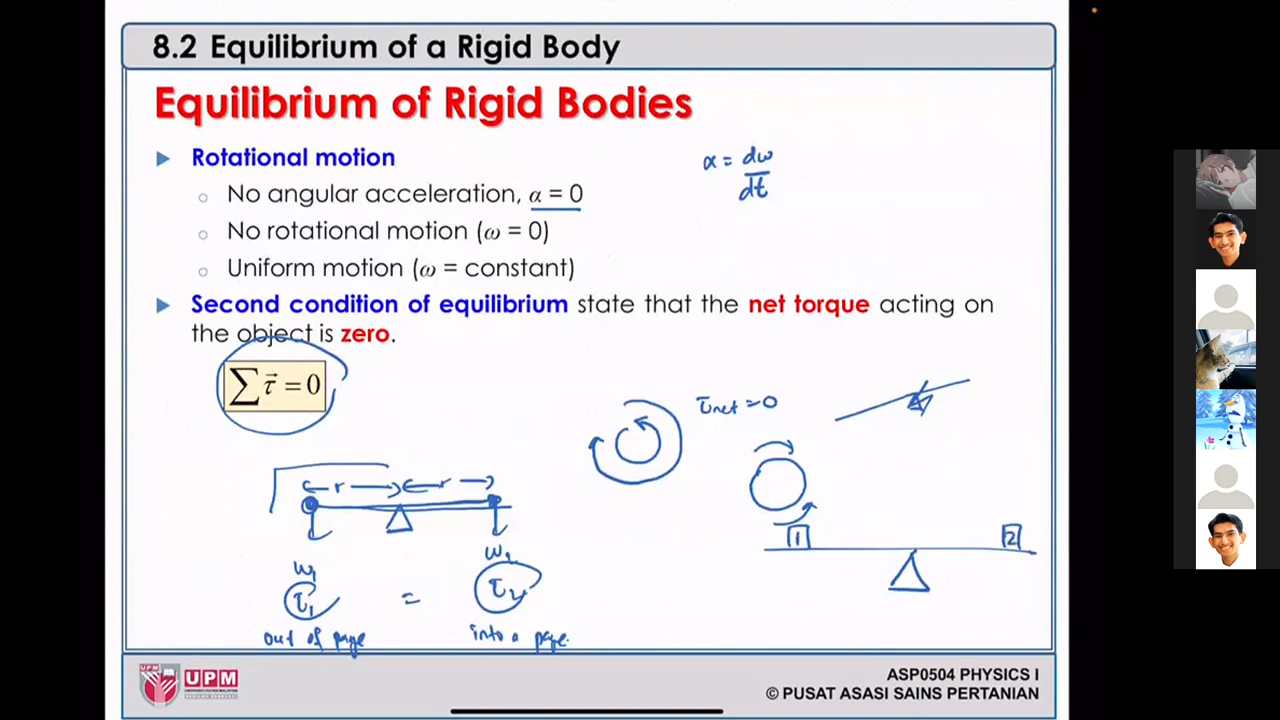 8.2 Equilibrium of a Rigid Body
Equilibrium of Rigid Bodies
Rotational motion
No angular acceleration, α = 0
No rotational motion (ω = 0)
Uniform motion (ω = constant)
α = dω/dt
Second condition of equilibrium state that the net torque acting on
the object is zero.
∑ τ⃗ = 0
τnet = 0
r r
1 2
W1 W2
τ1 = τ2
out of page into a page.
UPM
UPM
ASP0504 PHYSICS I
© PUSAT ASASI SAINS PERTANIAN